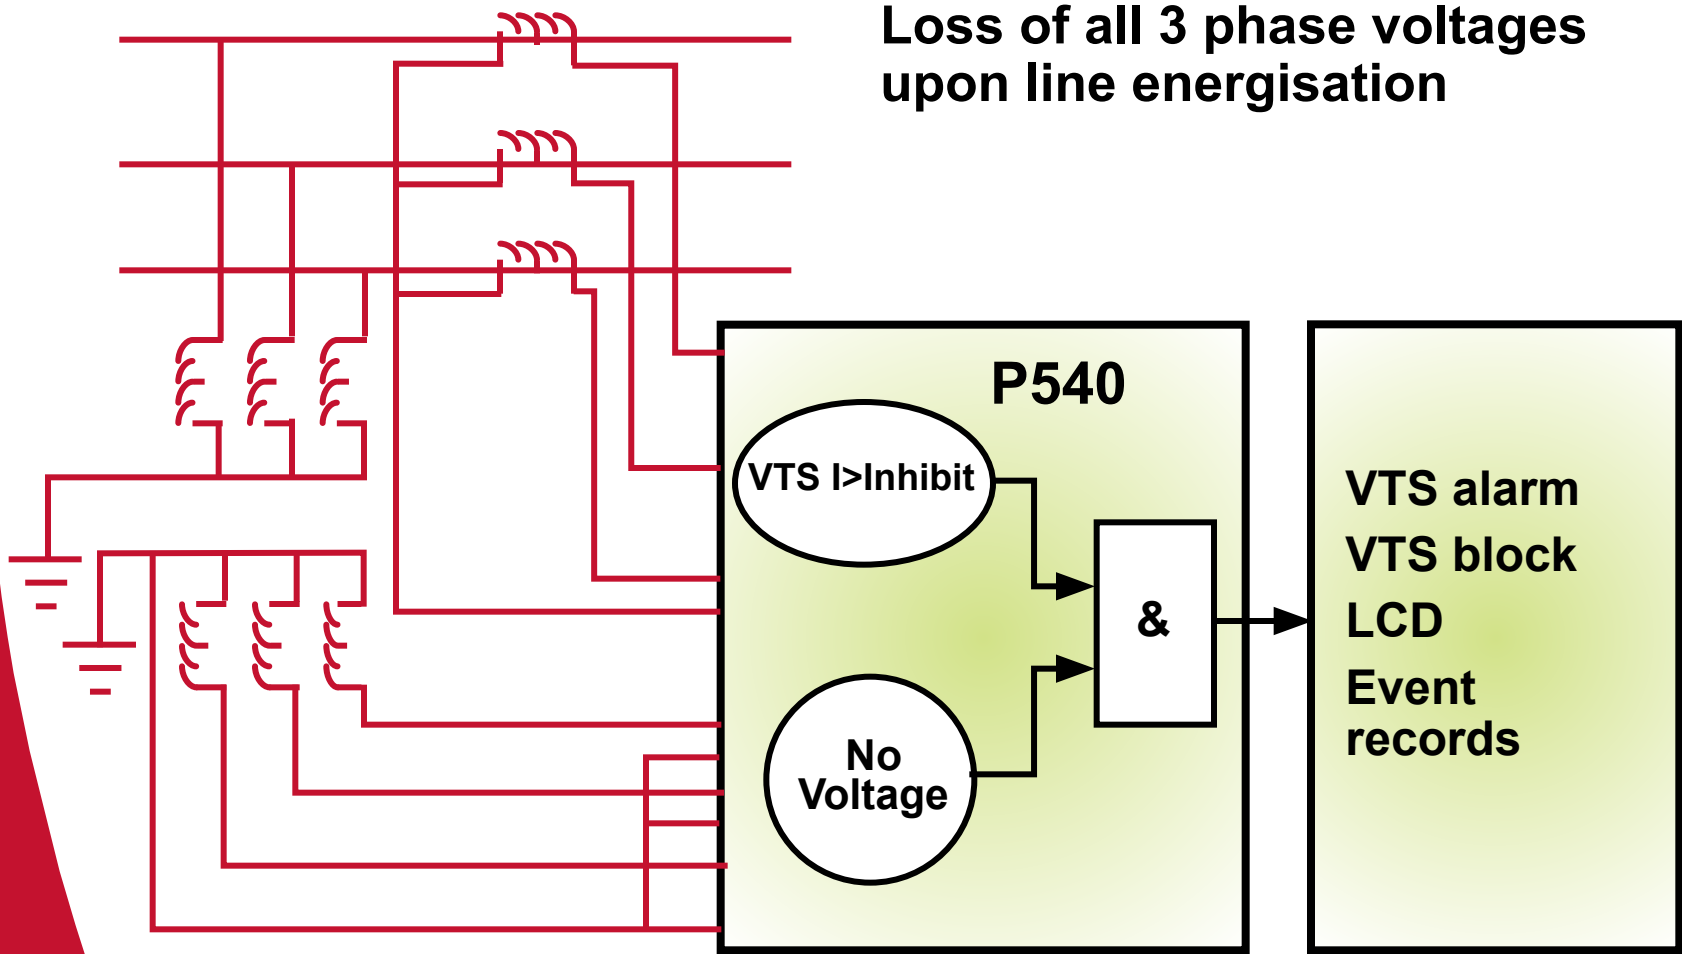 Loss of all 3 phase voltages
upon line energisation
P540
VTS I>Inhibit
&
No
Voltage
VTS alarm
VTS block
LCD
Event
records